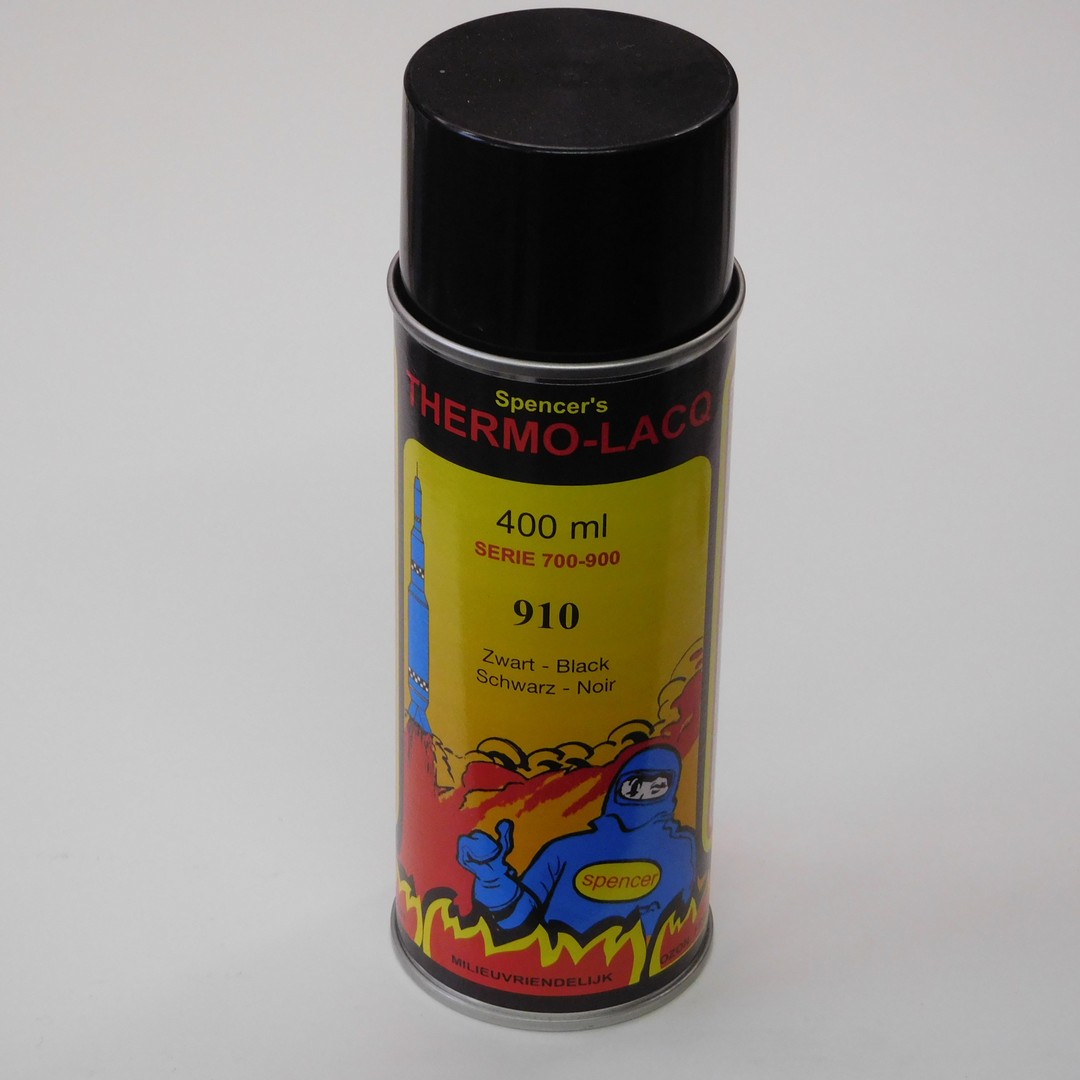 Spencer's
THERMO-LACQ
400 ml
SERIE 700-900
910
Zwart - Black
Schwarz - Noir
spencer
MILIEUVRIENDELIJK